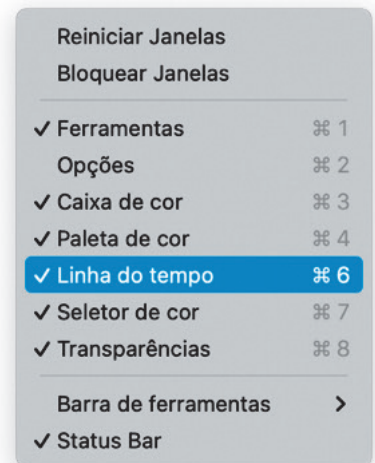 Reiniciar Janelas
Bloquear Janelas
✓ Ferramentas ⌘ 1
Opções ⌘ 2
✓ Caixa de cor ⌘ 3
✓ Paleta de cor ⌘ 4
✓ Linha do tempo ⌘ 6
✓ Seletor de cor ⌘ 7
✓ Transparências ⌘ 8
Barra de ferramentas >
✓ Status Bar